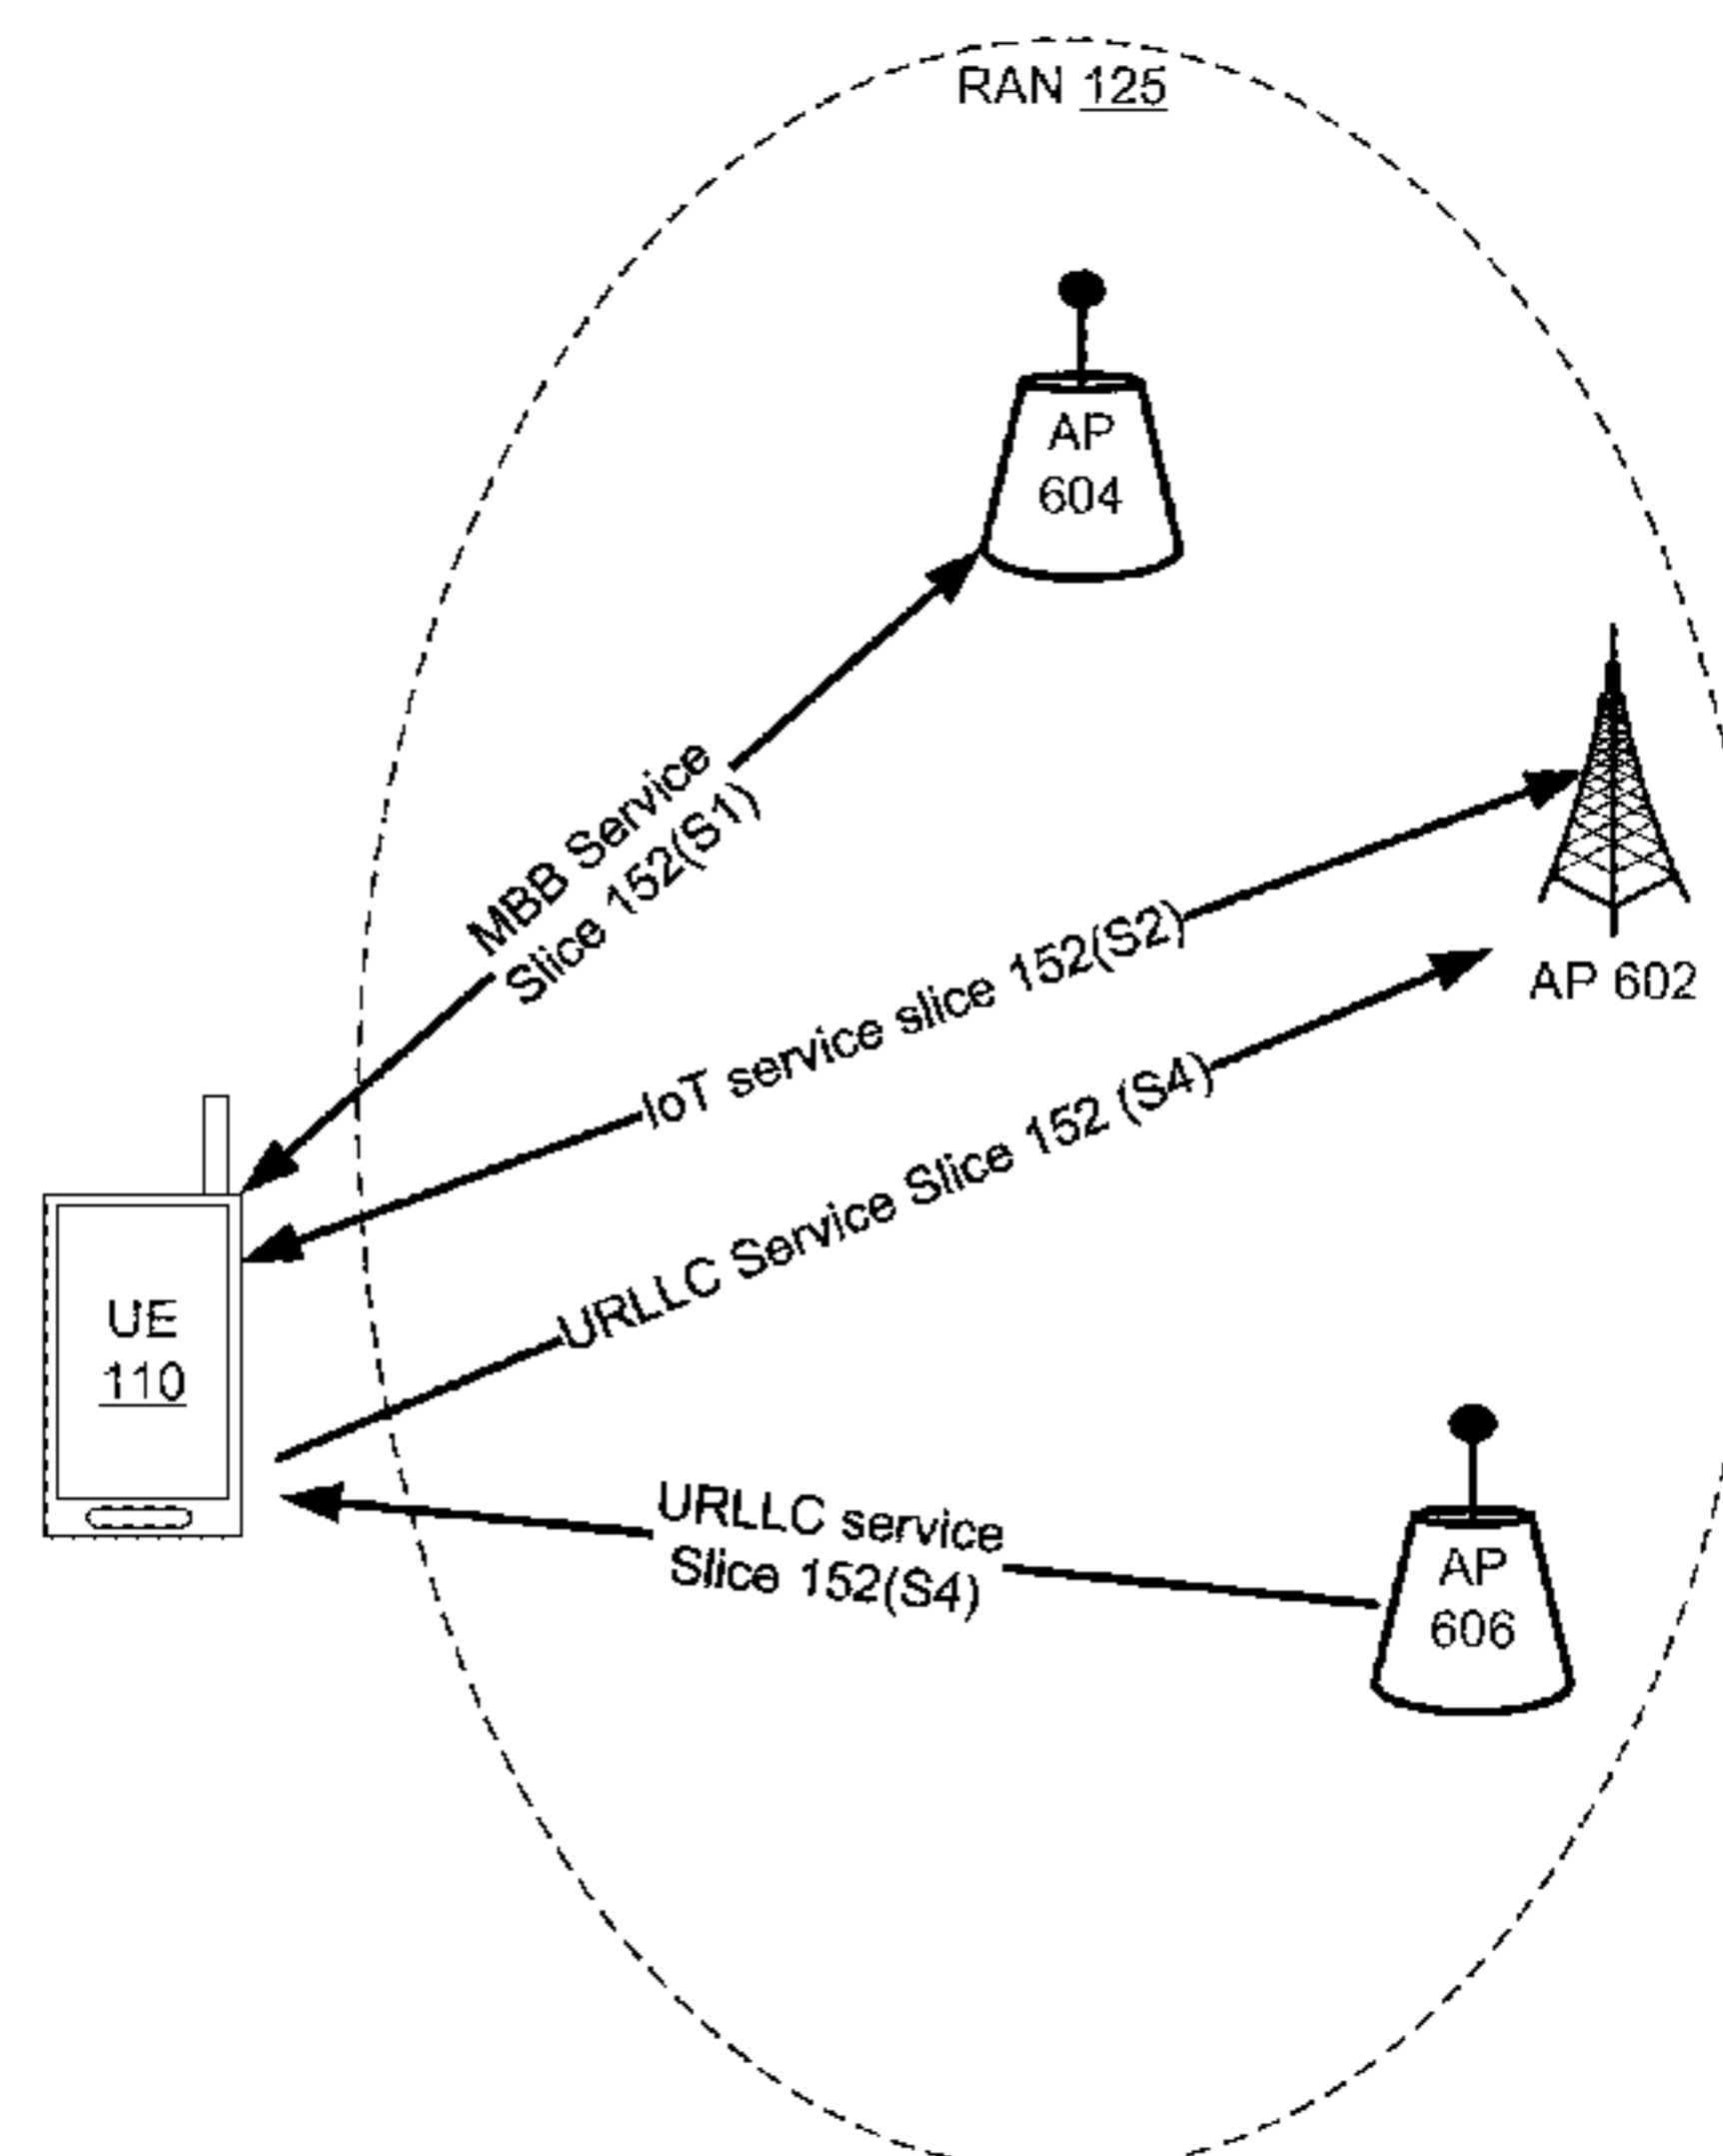 RAN 125
AP
604
MBB Service
Slice 152(S1)
AP 602
IoT service slice 152(S2)
URLLC Service Slice 152 (S4)
UE
110
URLLC service
Slice 152(S4)
AP
606